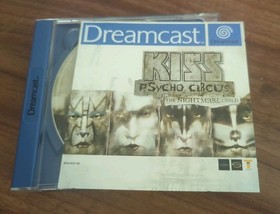 Dreamcast.
Dreamcast.
KISS
PSYCHO CIRCUS
THE NIGHTMARE CHILD